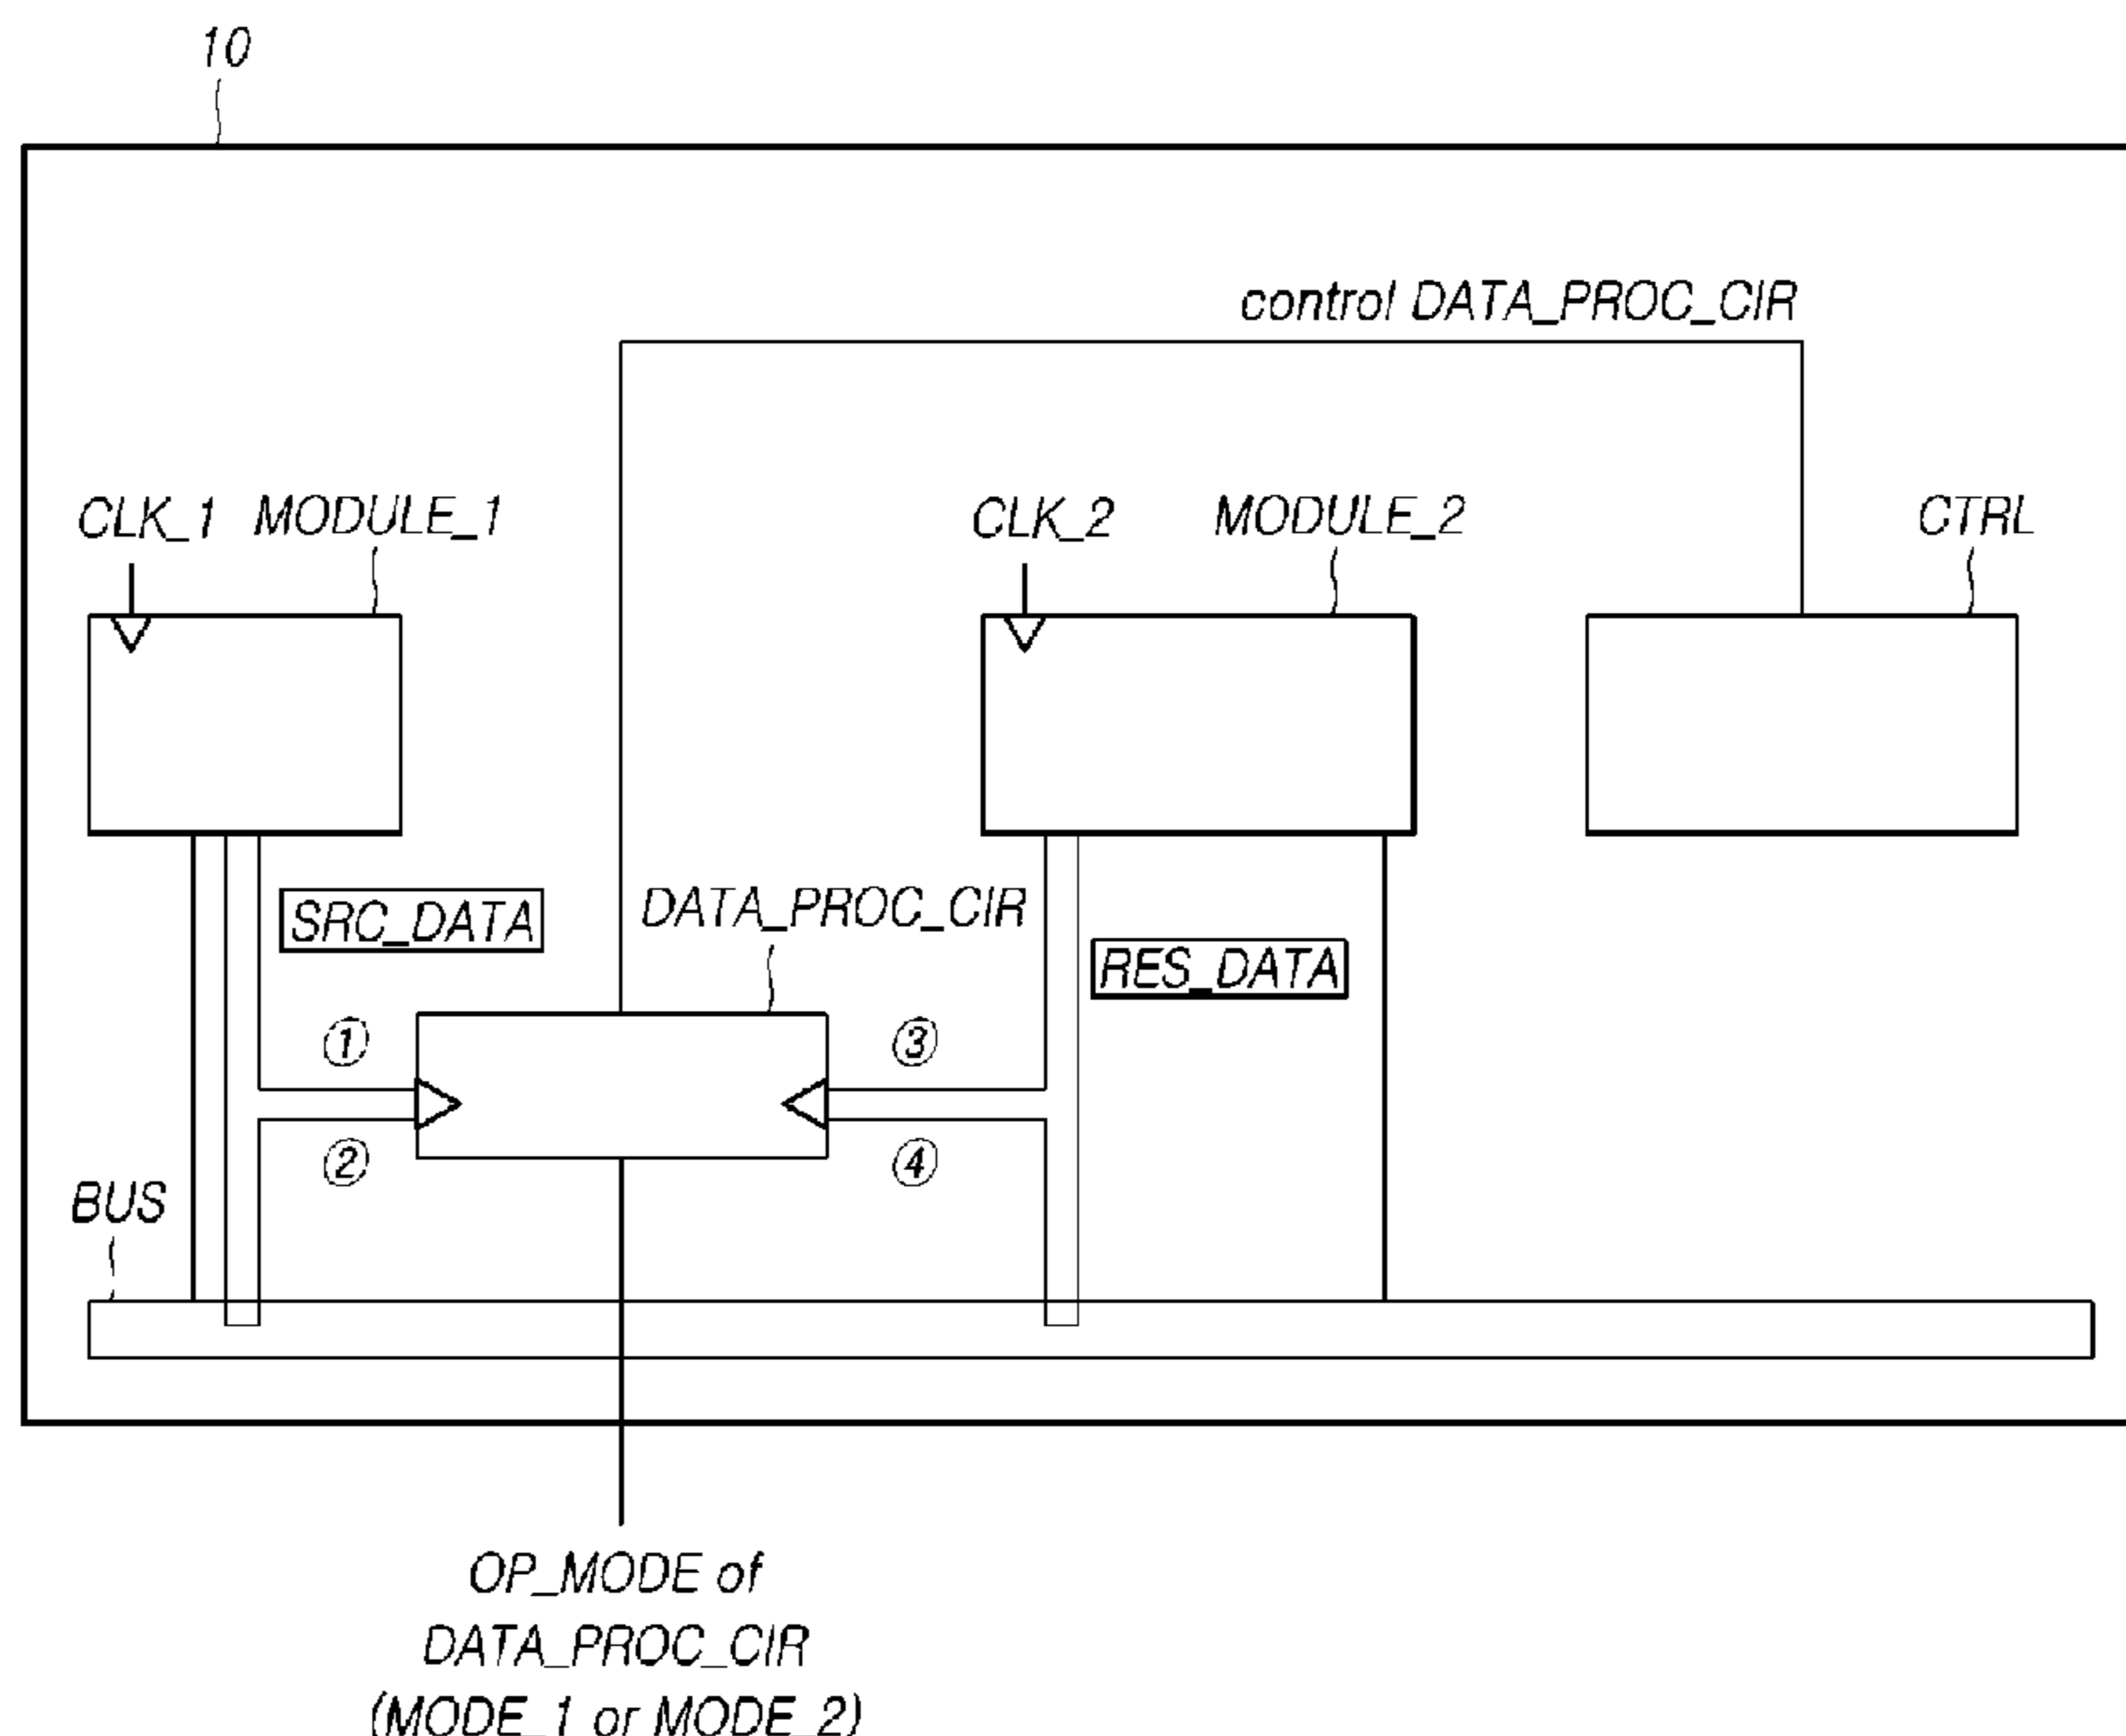 10
control DATA_PROC_CIR
CLK_1
MODULE_1
CLK_2
MODULE_2
CTRL
SRC_DATA
DATA_PROC_CIR
RES_DATA
①
③
②
④
BUS
OP_MODE of
DATA_PROC_CIR
(MODE_1 or MODE_2)